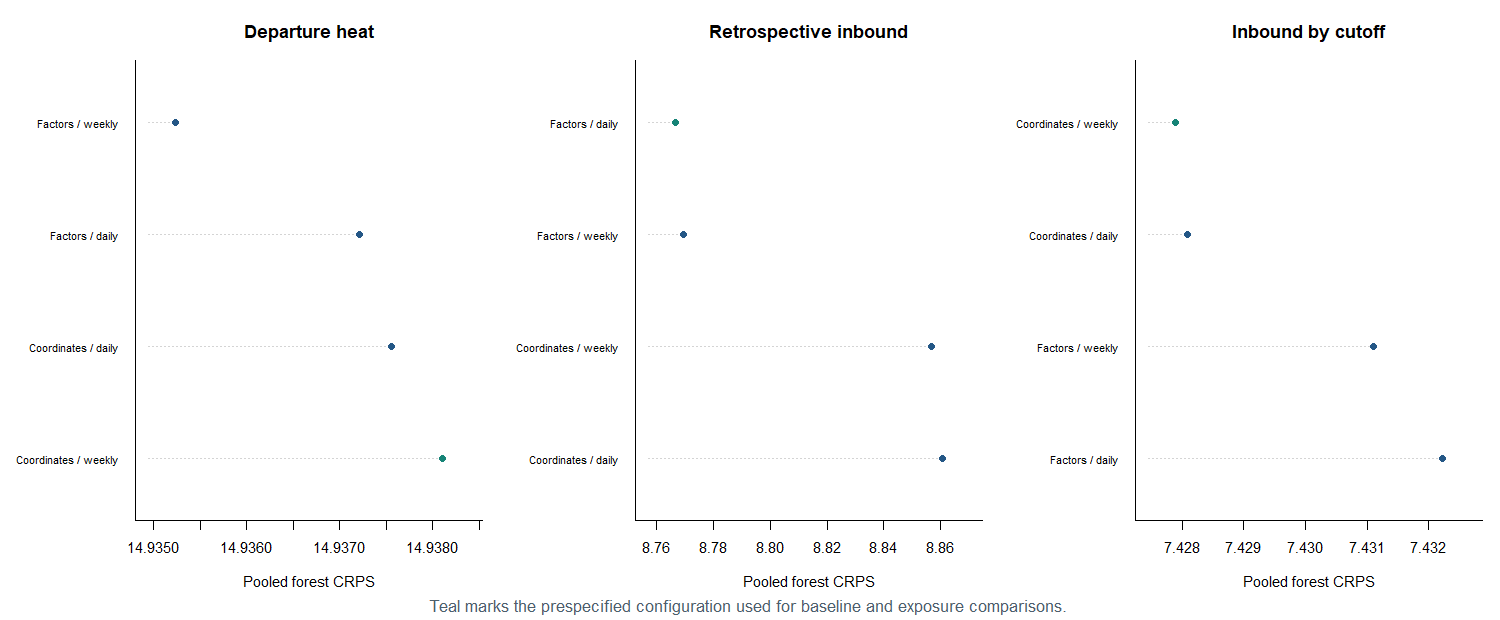 Departure heat
Factors / weekly
Factors / daily
Coordinates / daily
Coordinates / weekly
14.9350 14.9360 14.9370 14.9380
Pooled forest CRPS
Retrospective inbound
Factors / daily
Factors / weekly
Coordinates / weekly
Coordinates / daily
8.76 8.78 8.80 8.82 8.84 8.86
Pooled forest CRPS
Inbound by cutoff
Coordinates / weekly
Coordinates / daily
Factors / weekly
Factors / daily
7.428 7.429 7.430 7.431 7.432
Pooled forest CRPS
Teal marks the prespecified configuration used for baseline and exposure comparisons.